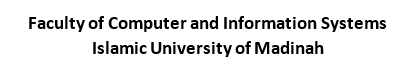 Faculty of Computer and Information Systems
Islamic University of Madinah